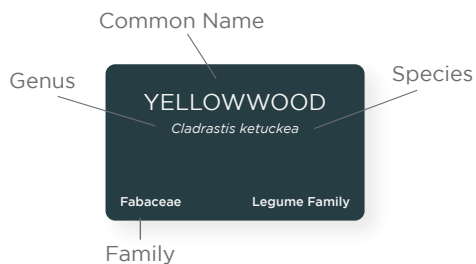 Common Name
Genus
Species
YELLOWWOOD
Cladrastis ketuckea
Fabaceae
Legume Family
Family